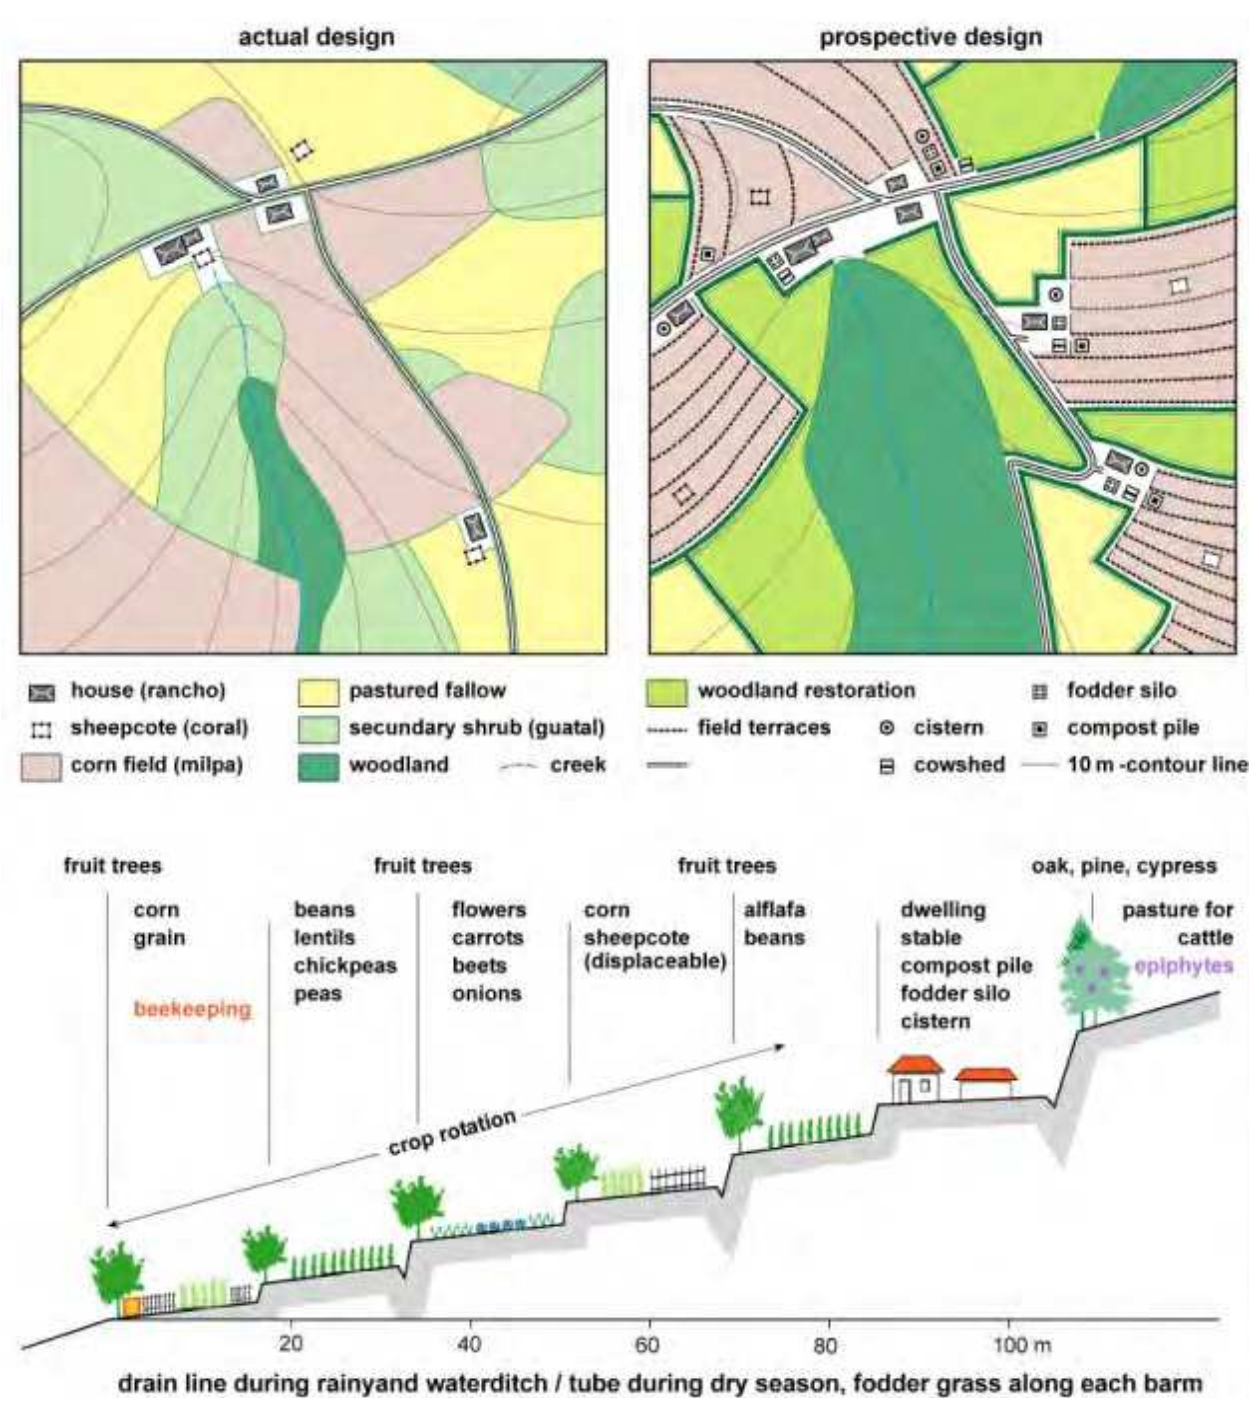 actual design
prospective design
house (rancho)
sheepcote (coral)
corn field (milpa)
pastured fallow
secundary shrub (guatal)
woodland
creek
woodland restoration
field terraces
cistern
cowshed
fodder silo
compost pile
10 m -contour line
fruit trees
fruit trees
fruit trees
oak, pine, cypress
corn
grain
beekeeping
beans
lentils
chickpeas
peas
flowers
carrots
beets
onions
corn
sheepcote
(displaceable)
alflafa
beans
dwelling
stable
compost pile
fodder silo
cistern
pasture for
cattle
epiphytes
crop rotation
20
40
60
80
100 m
drain line during rainyand waterditch / tube during dry season, fodder grass along each barm